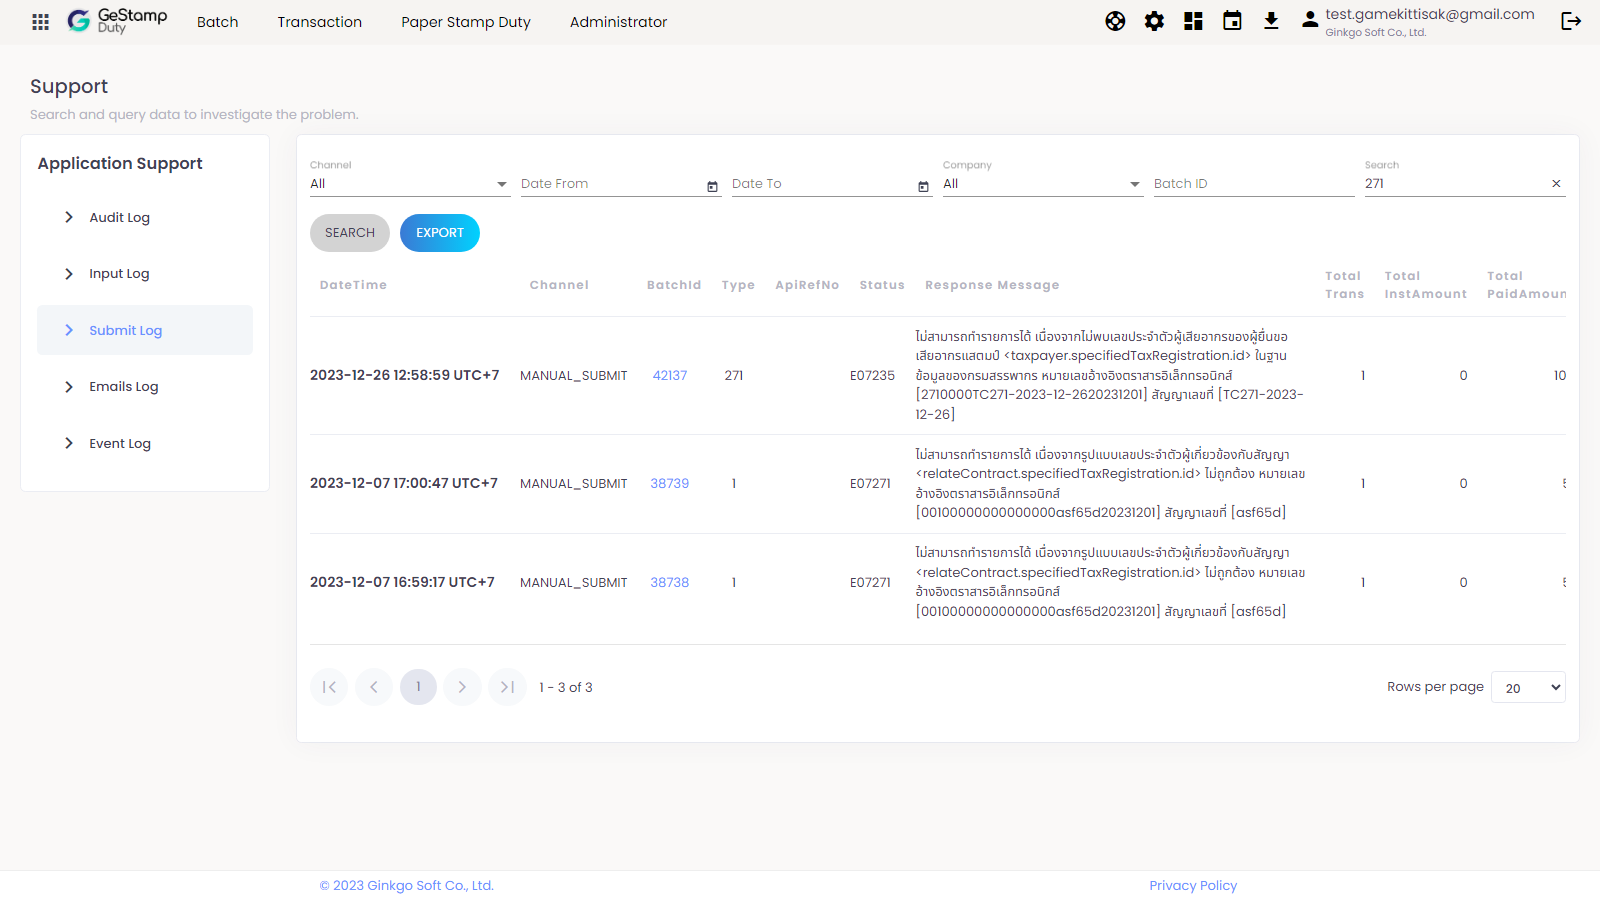 GeStamp
Duty
Batch
Transaction
Paper Stamp Duty
Administrator
test.gamekittisak@gmail.com
Ginkgo Soft Co., Ltd.
Support
Search and query data to investigate the problem.
Application Support
Audit Log
Input Log
Submit Log
Emails Log
Event Log
Channel
All
Date From
Date To
Company
All
Batch ID
Search
271
SEARCH
EXPORT
DateTime Channel BatchId Type ApiRefNo Status Response Message Total Trans Total InstAmount Total PaidAmoun
2023-12-26 12:58:59 UTC+7 MANUAL_SUBMIT 42137 271 E07235
ไม่สามารถทำรายการได้ เนื่องจากไม่พบเลขประจำตัวผู้เสียอากรของผู้ยื่นขอ
เสียอากรแสตมป์ <taxpayer.specifiedTaxRegistration.id> ในฐาน
ข้อมูลของกรมสรรพากร หมายเลขอ้างอิงตราสารอิเล็กทรอนิกส์
[2710000TC271-2023-12-2620231201] สัญญาเลขที่ [TC271-2023-
12-26]
1 0 10
2023-12-07 17:00:47 UTC+7 MANUAL_SUBMIT 38739 1 E07271
ไม่สามารถทำรายการได้ เนื่องจากรูปแบบเลขประจำตัวผู้เกี่ยวข้องกับสัญญา
<relateContract.specifiedTaxRegistration.id> ไม่ถูกต้อง หมายเลข
อ้างอิงตราสารอิเล็กทรอนิกส์
[00100000000000000asf65d20231201] สัญญาเลขที่ [asf65d]
1 0
2023-12-07 16:59:17 UTC+7 MANUAL_SUBMIT 38738 1 E07271
ไม่สามารถทำรายการได้ เนื่องจากรูปแบบเลขประจำตัวผู้เกี่ยวข้องกับสัญญา
<relateContract.specifiedTaxRegistration.id> ไม่ถูกต้อง หมายเลข
อ้างอิงตราสารอิเล็กทรอนิกส์
[00100000000000000asf65d20231201] สัญญาเลขที่ [asf65d]
1 0
1
1 - 3 of 3
Rows per page 20
© 2023 Ginkgo Soft Co., Ltd.
Privacy Policy